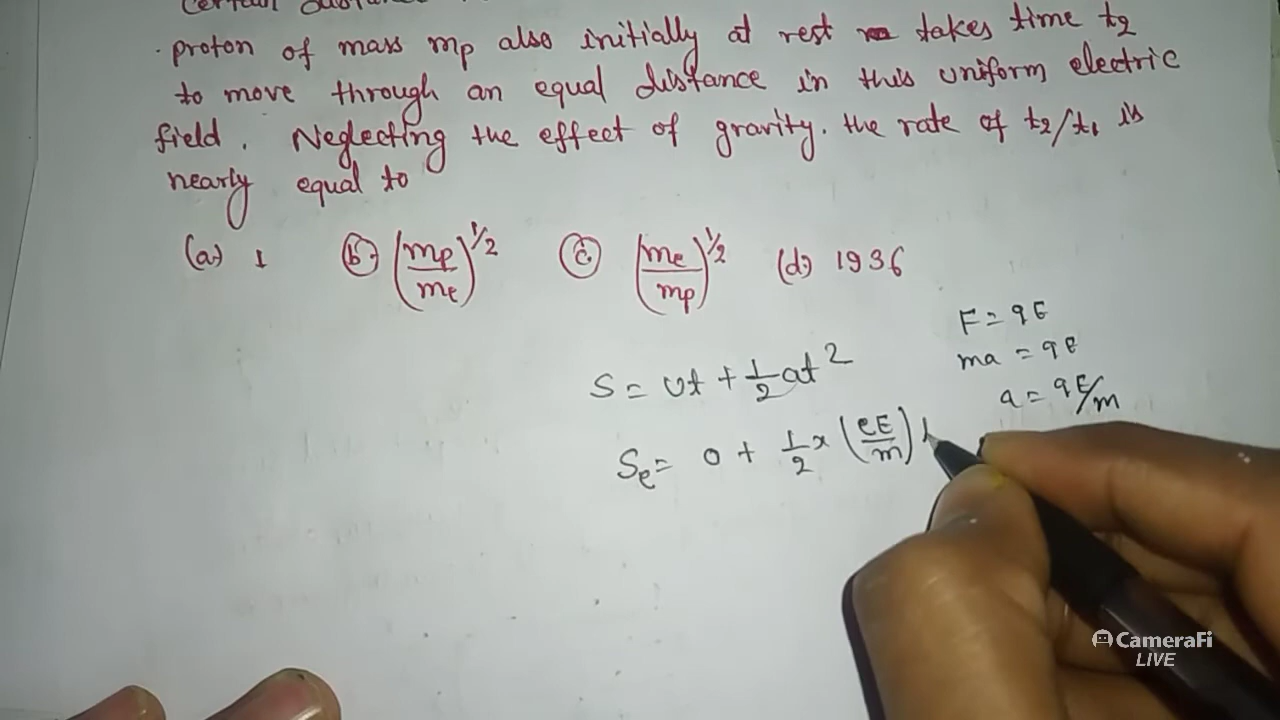 Certain distance
. proton of mass mp also initially at rest takes time t2
to move through an equal distance in this uniform electric
field. Neglecting the effect of gravity. the rate of t2/t1 is
nearly equal to
(a) 1 (b) (mp/me)^1/2 (c) (me/mp)^1/2 (d) 1936
F = qE
ma = qE
a = qE/m
S = ut + 1/2 at^2
Se = 0 + 1/2 x (eE/m) t
CameraFi
LIVE